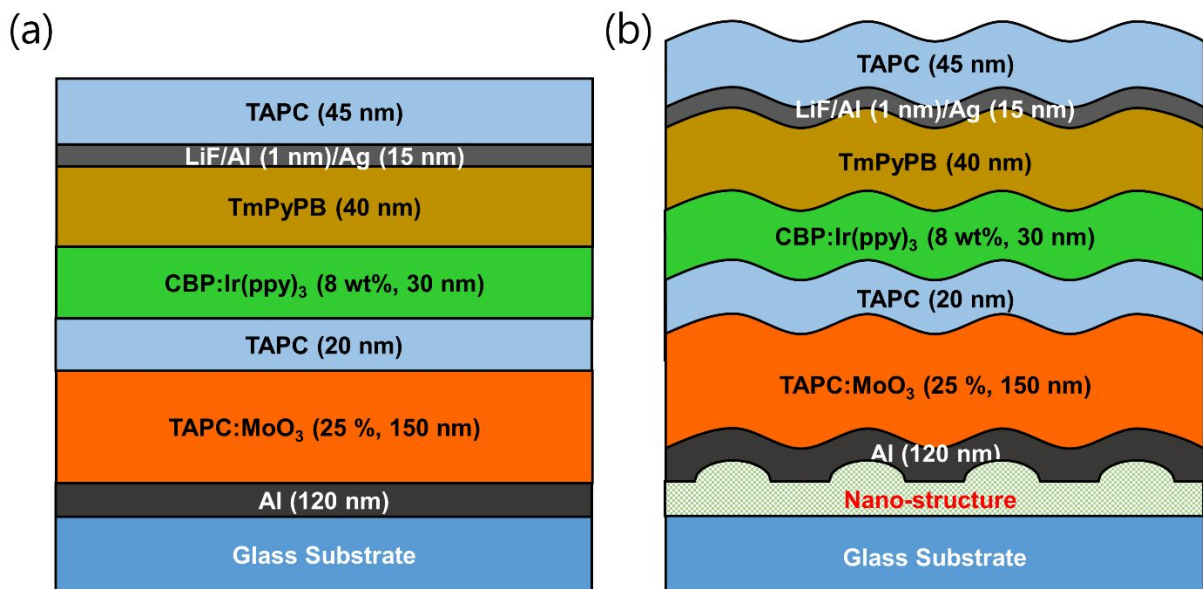 (a)
TAPC (45 nm)
LiF/Al (1 nm)/Ag (15 nm)
TmPyPB (40 nm)
CBP:Ir(ppy)₃ (8 wt%, 30 nm)
TAPC (20 nm)
TAPC:MoO₃ (25 %, 150 nm)
Al (120 nm)
Glass Substrate
(b)
TAPC (45 nm)
LiF/Al (1 nm)/Ag (15 nm)
TmPyPB (40 nm)
CBP:Ir(ppy)₃ (8 wt%, 30 nm)
TAPC (20 nm)
TAPC:MoO₃ (25 %, 150 nm)
Al (120 nm)
Nano-structure
Glass Substrate